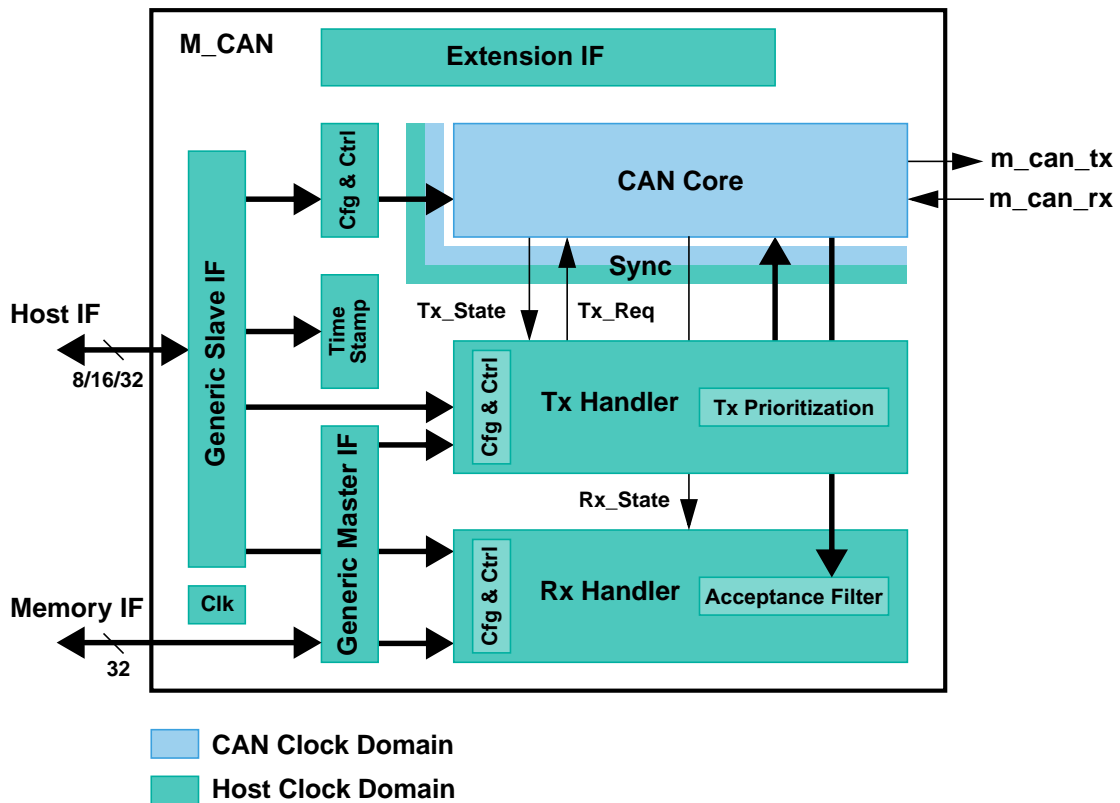 M_CAN
Extension IF
Cfg & Ctrl
CAN Core
m_can_tx
m_can_rx
Sync
Generic Slave IF
Time
Stamp
Tx_State
Tx_Req
Host IF
8/16/32
Cfg & Ctrl
Tx Handler
Tx Prioritization
Generic Master IF
Rx_State
Cfg & Ctrl
Rx Handler
Acceptance Filter
Clk
Memory IF
32
CAN Clock Domain
Host Clock Domain